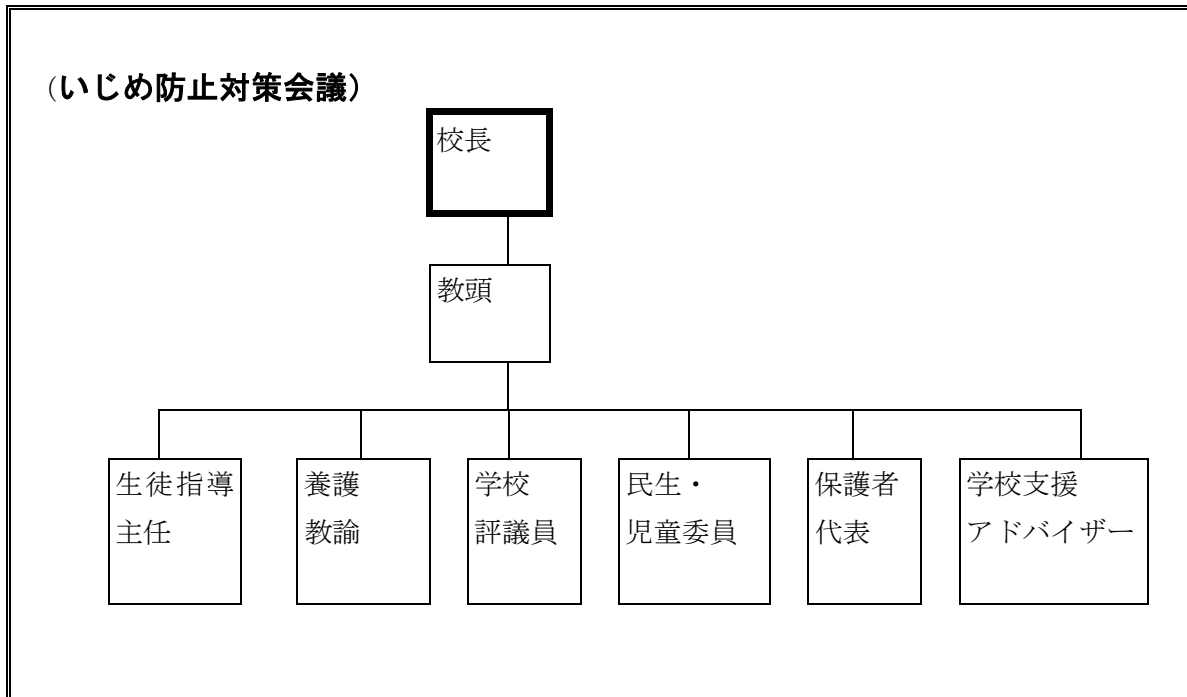 (いじめ防止対策会議)
校長
教頭
生徒指導
主任
養護
教諭
学校
評議員
民生・
児童委員
保護者
代表
学校支援
アドバイザー